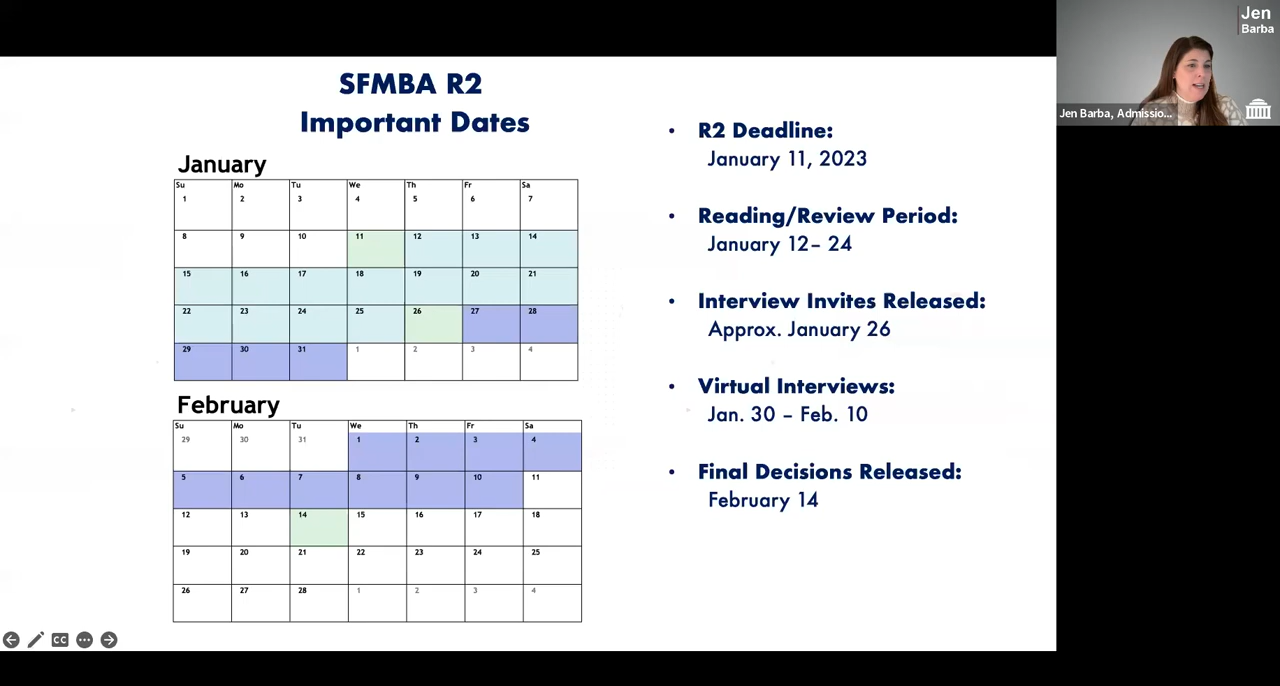 SFMBA R2
Important Dates
January
Su Mo Tu We Th Fr Sa
1 2 3 4 5 6 7
8 9 10 11 12 13 14
15 16 17 18 19 20 21
22 23 24 25 26 27 28
29 30 31 1 2 3 4
February
Su Mo Tu We Th Fr Sa
29 30 31 1 2 3 4
5 6 7 8 9 10 11
12 13 14 15 16 17 18
19 20 21 22 23 24 25
26 27 28 1 2 3 4
• R2 Deadline:
January 11, 2023
• Reading/Review Period:
January 12– 24
• Interview Invites Released:
Approx. January 26
• Virtual Interviews:
Jan. 30 – Feb. 10
• Final Decisions Released:
February 14
Jen
Barba
Jen Barba, Admissio...
CC